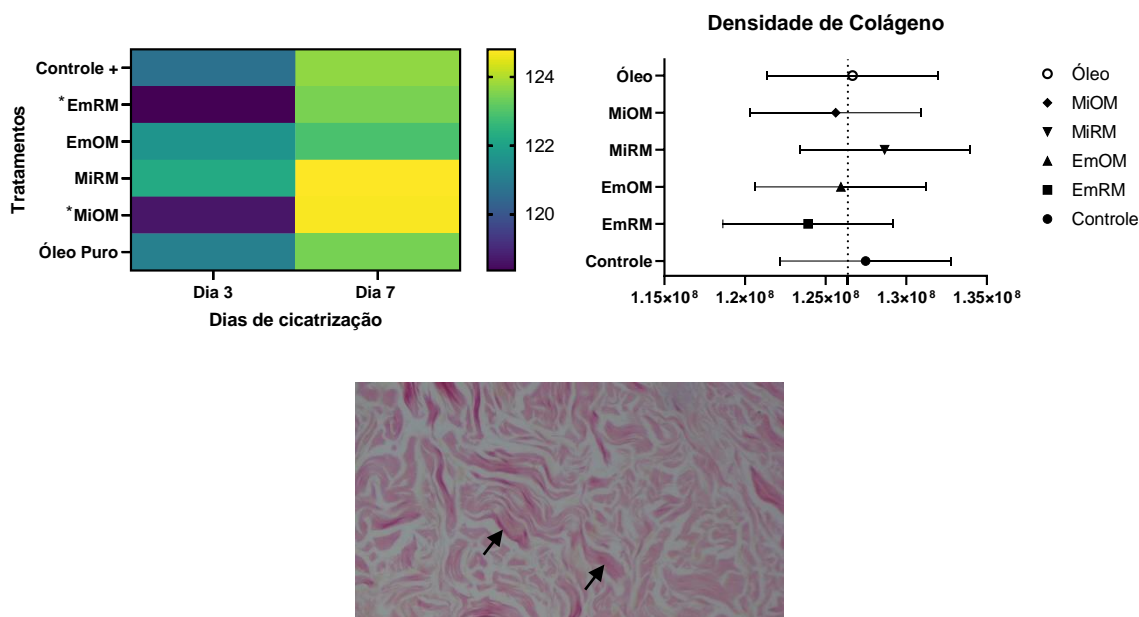 Tratamentos
Controle +
*EmRM
EmOM
MiRM
*MiOM
Óleo Puro
Dia 3
Dia 7
Dias de cicatrização
124
122
120
Densidade de Colágeno
Óleo
MiOM
MiRM
EmOM
EmRM
Controle
1.15×10⁸
1.2×10⁸
1.25×10⁸
1.3×10⁸
1.35×10⁸
Óleo
MiOM
MiRM
EmOM
EmRM
Controle